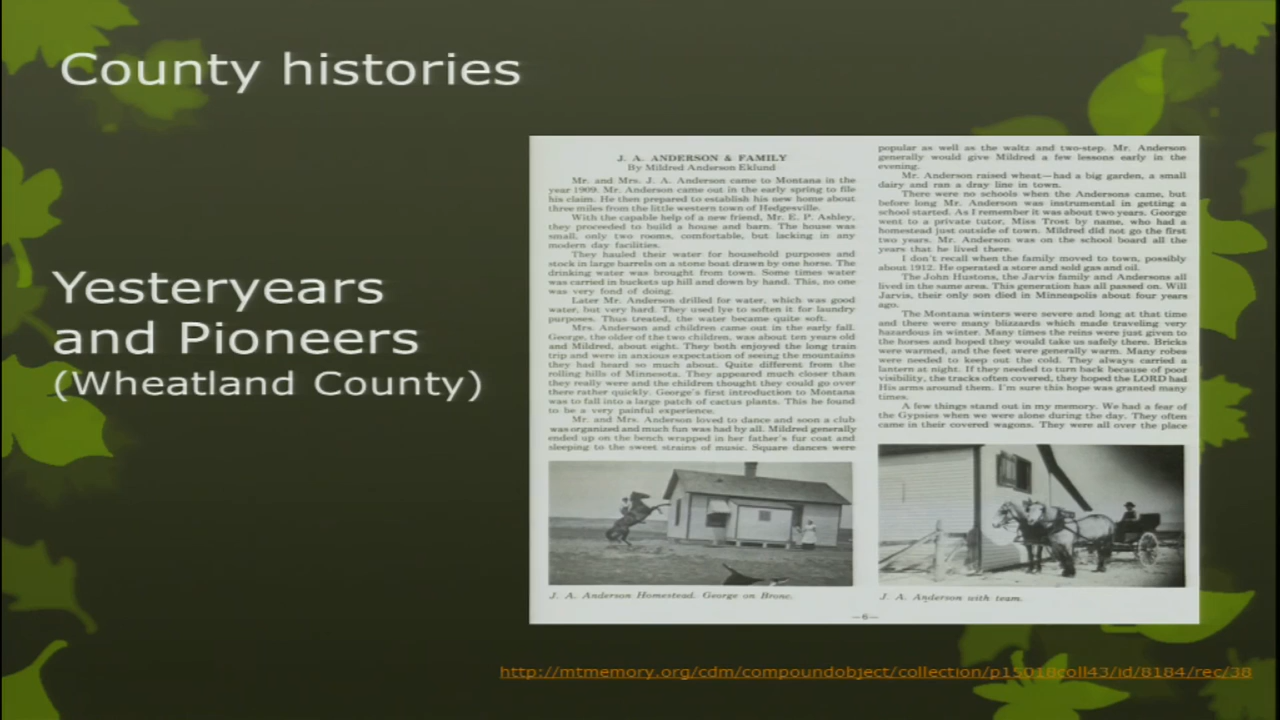 County histories
Yesteryears
and Pioneers
(Wheatland County)
J. A. ANDERSON & FAMILY
By Mildred Anderson Eklund
Mr. and Mrs. J. A. Anderson came to Montana in the
year 1909. Mr. Anderson came out in the early spring to file
his claim. He then prepared to establish his new home about
three miles from the little western town of Hedgesville.
With the capable help of a new friend, Mr. E. P. Ashley,
they proceeded to build a house and barn. The house was
small, only two rooms, comfortable, but lacking in any
modern day facilities.
They hauled their water for household purposes and
stock in large barrels on a stone boat drawn by one horse. The
drinking water was brought from town. Some times water
was carried in buckets up hill and down by hand. This, no one
was very fond of doing.
Later Mr. Anderson drilled for water, which was good
water, but very hard. They used lye to soften it for laundry
purposes. Thus treated, the water became quite soft.
Mrs. Anderson and children came out in the early fall.
George, the older of the two children, was about ten years old
and Mildred, about eight. They both enjoyed the long train
trip and were in anxious expectation of seeing the mountains
they had heard so much about. Quite different from the
rolling hills of Minnesota. They appeared much closer than
they really were and the children thought they could go over
there rather quickly. George's first introduction to Montana
was to fall into a large patch of cactus plants. This he found
to be a very painful experience.
Mr. and Mrs. Anderson loved to dance and soon a club
was organized and much fun was had by all. Mildred generally
ended up on the bench wrapped in her father's fur coat and
sleeping to the sweet strains of music. Square dances were
popular as well as the waltz and two-step. Mr. Anderson
generally would give Mildred a few lessons early in the
evening.
Mr. Anderson raised wheat—had a big garden, a small
dairy and ran a dray line in town.
There were no schools when the Andersons came, but
before long Mr. Anderson was instrumental in getting a
school started. As I remember it was about two years. George
went to a private tutor, Miss Trost by name, who had a
homestead just outside of town. Mildred did not go the first
two years. Mr. Anderson was on the school board all the
years that he lived there.
I don't recall when the family moved to town, possibly
about 1912. He operated a store and sold gas and oil.
The John Hustons, the Jarvis family and Andersons all
lived in the same area. This generation has all passed on. Will
Jarvis, their only son died in Minneapolis about four years
ago.
The Montana winters were severe and long at that time
and there were many blizzards which made traveling very
hazardous in winter. Many times the reins were just given to
the horses and hoped they would take us safely there. Bricks
were warmed, and the feet were generally warm. Many robes
were needed to keep out the cold. They always carried a
lantern at night. If they needed to turn back because of poor
visibility, the tracks often covered, they hoped the LORD had
His arms around them. I'm sure this hope was granted many
times.
A few things stand out in my memory. We had a fear of
the Gypsies when we were alone during the day. They often
came in their covered wagons. They were all over the place
J. A. Anderson Homestead. George on Bronc.
J. A. Anderson with team.
—6—
http://mtmemory.org/cdm/compoundobject/collection/p15018coll43/id/8184/rec/38